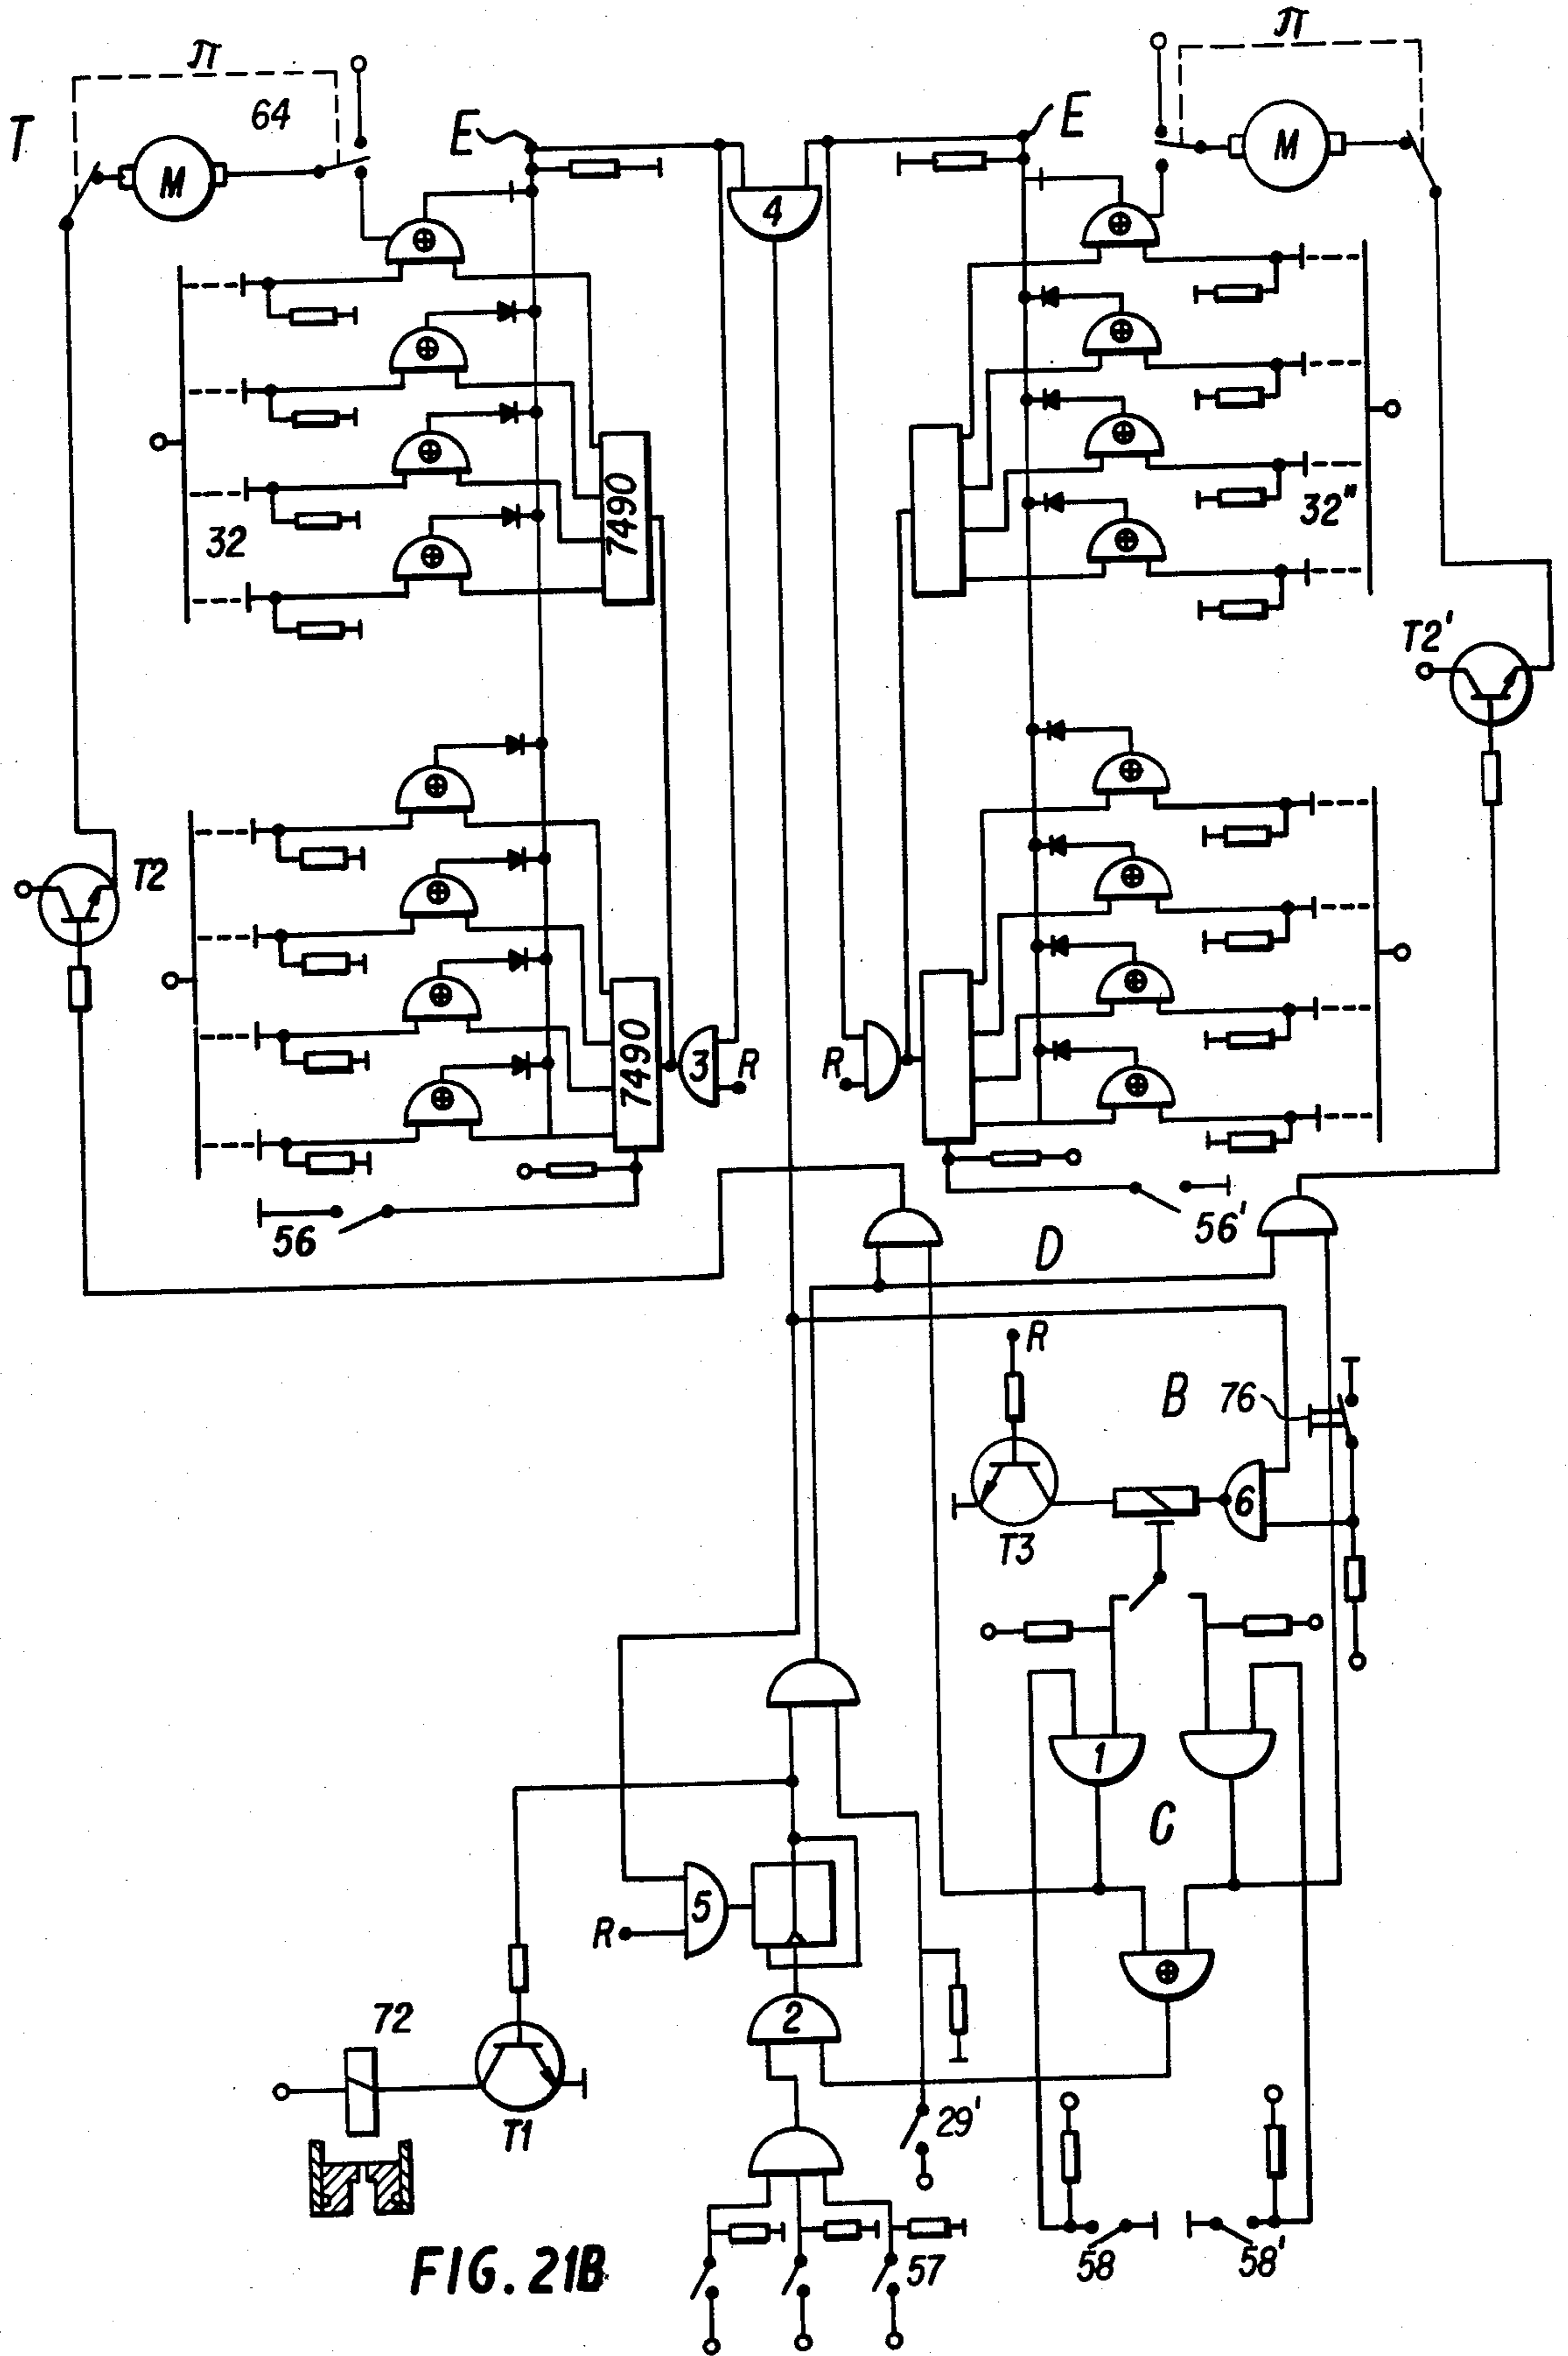 л
л
T
64
E
E
M
M
4
⊕
⊕
⊕
⊕
⊕
⊕
7490
32"
32
⊕
⊕
T2'
⊕
⊕
T2
⊕
⊕
⊕
⊕
7490
3
R
R
⊕
⊕
56
56'
D
R
B
76
6
T3
1
C
5
R
⊕
2
72
T1
29'
57
58
58'
FIG. 21B